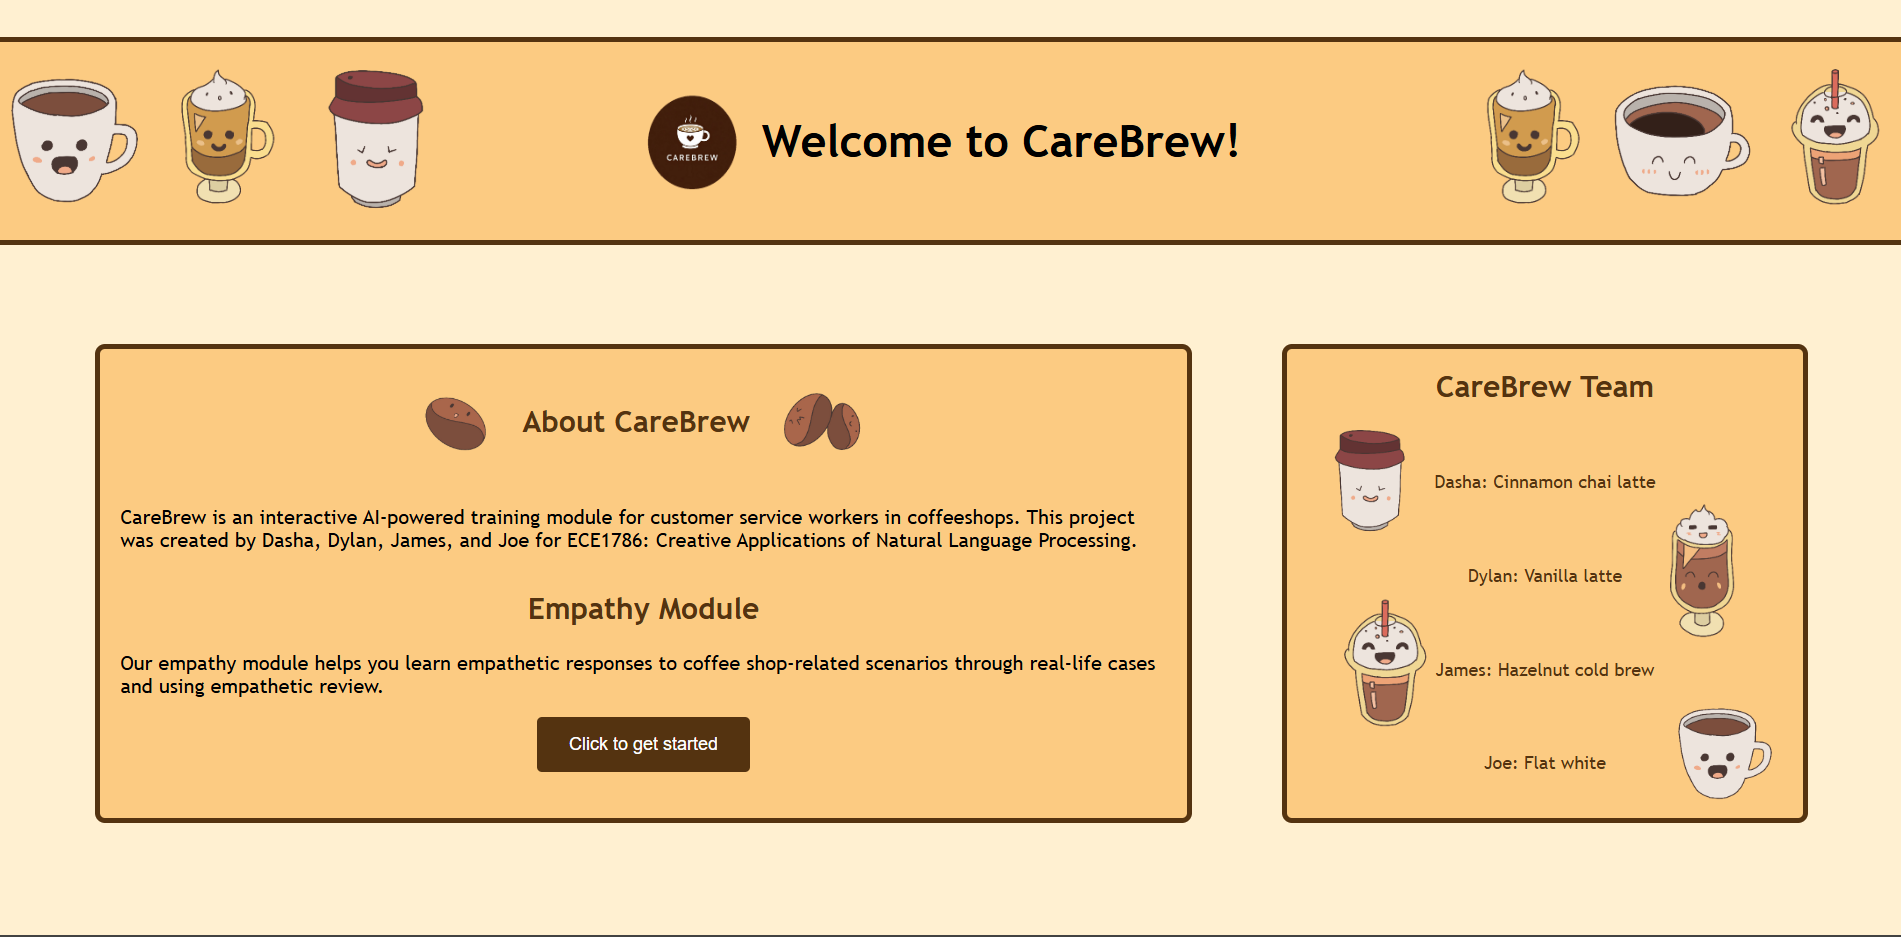 CAREBREW
Welcome to CareBrew!
About CareBrew
CareBrew is an interactive AI-powered training module for customer service workers in coffeeshops. This project
was created by Dasha, Dylan, James, and Joe for ECE1786: Creative Applications of Natural Language Processing.
Empathy Module
Our empathy module helps you learn empathetic responses to coffee shop-related scenarios through real-life cases
and using empathetic review.
Click to get started
CareBrew Team
Dasha: Cinnamon chai latte
Dylan: Vanilla latte
James: Hazelnut cold brew
Joe: Flat white